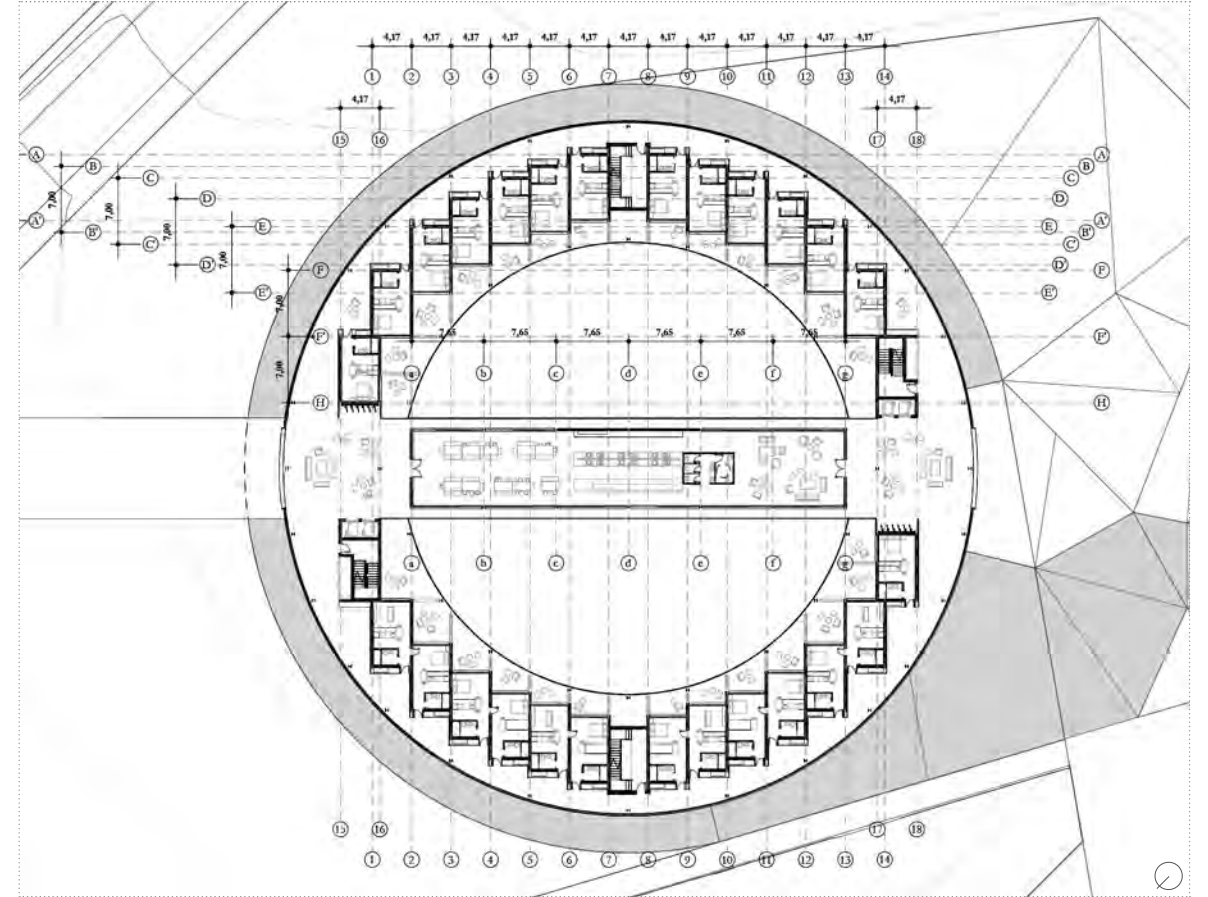 4,17 4,17 4,17 4,17 4,17 4,17 4,17 4,17 4,17 4,17 4,17 4,17 4,17
1 2 3 4 5 6 7 8 9 10 11 12 13 14
4,17 4,17
15 16 17 18
A A
B B
C C
D D
A' A'
E E
B' B'
C' C'
D' D'
F F
E' E'
7,00 7,00 7,00 7,00 7,00
7,65 7,65 7,65 7,65 7,65 7,65
F' F'
7,00
a b c d e f g
H H
a b c d e f g
15 16 17 18
1 2 3 4 5 6 7 8 9 10 11 12 13 14